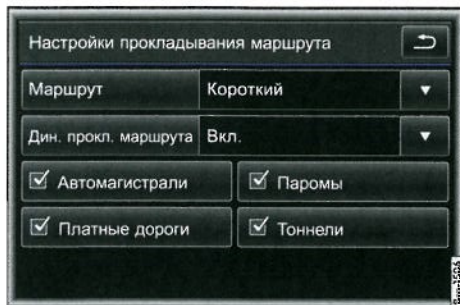 Настройки прокладывания маршрута
Маршрут Короткий
Дин. прокл. маршрута Вкл.
Автомагистрали Паромы
Платные дороги Тоннели